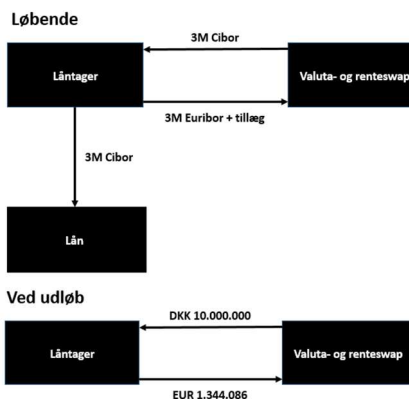 Løbende
3M Cibor
Låntager
Valuta- og renteswap
3M Euribor + tillæg
3M Cibor
Lån
Ved udløb
DKK 10.000.000
Låntager
Valuta- og renteswap
EUR 1.344.086